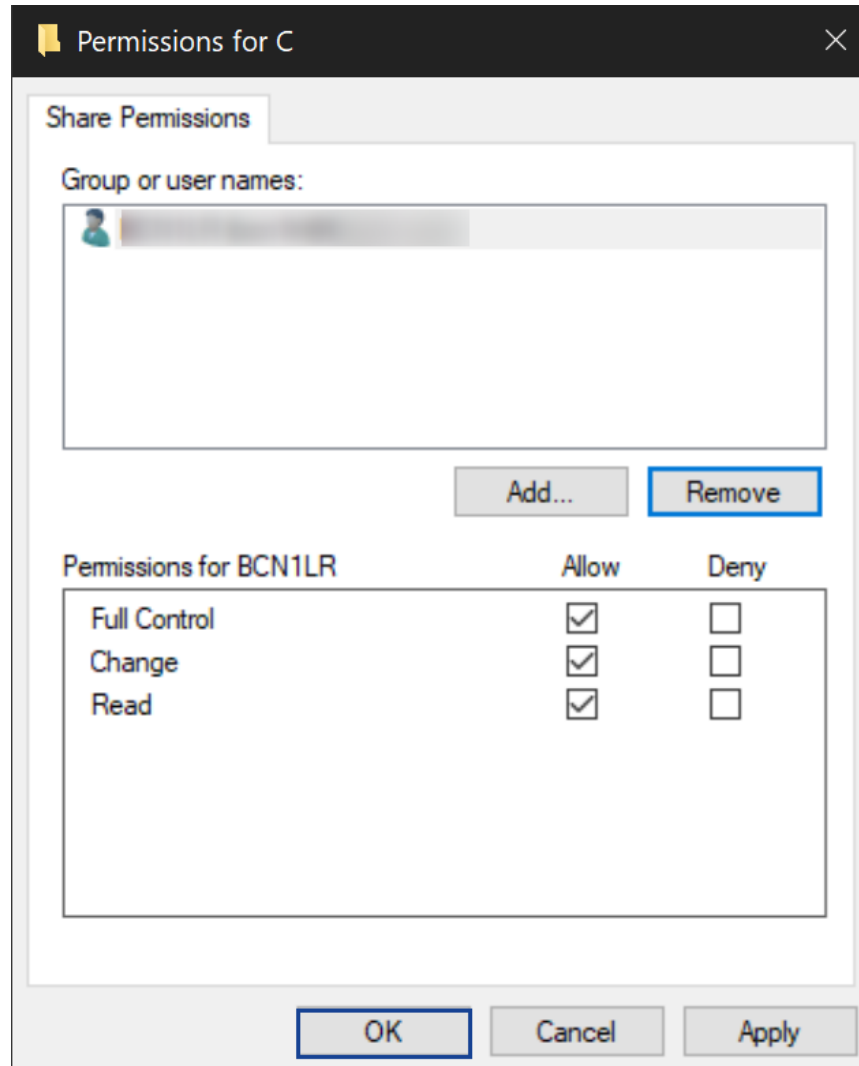 Permissions for C
Share Permissions
Group or user names:
Add...
Remove
Permissions for BCN1LR
Allow
Deny
Full Control
Change
Read
OK
Cancel
Apply